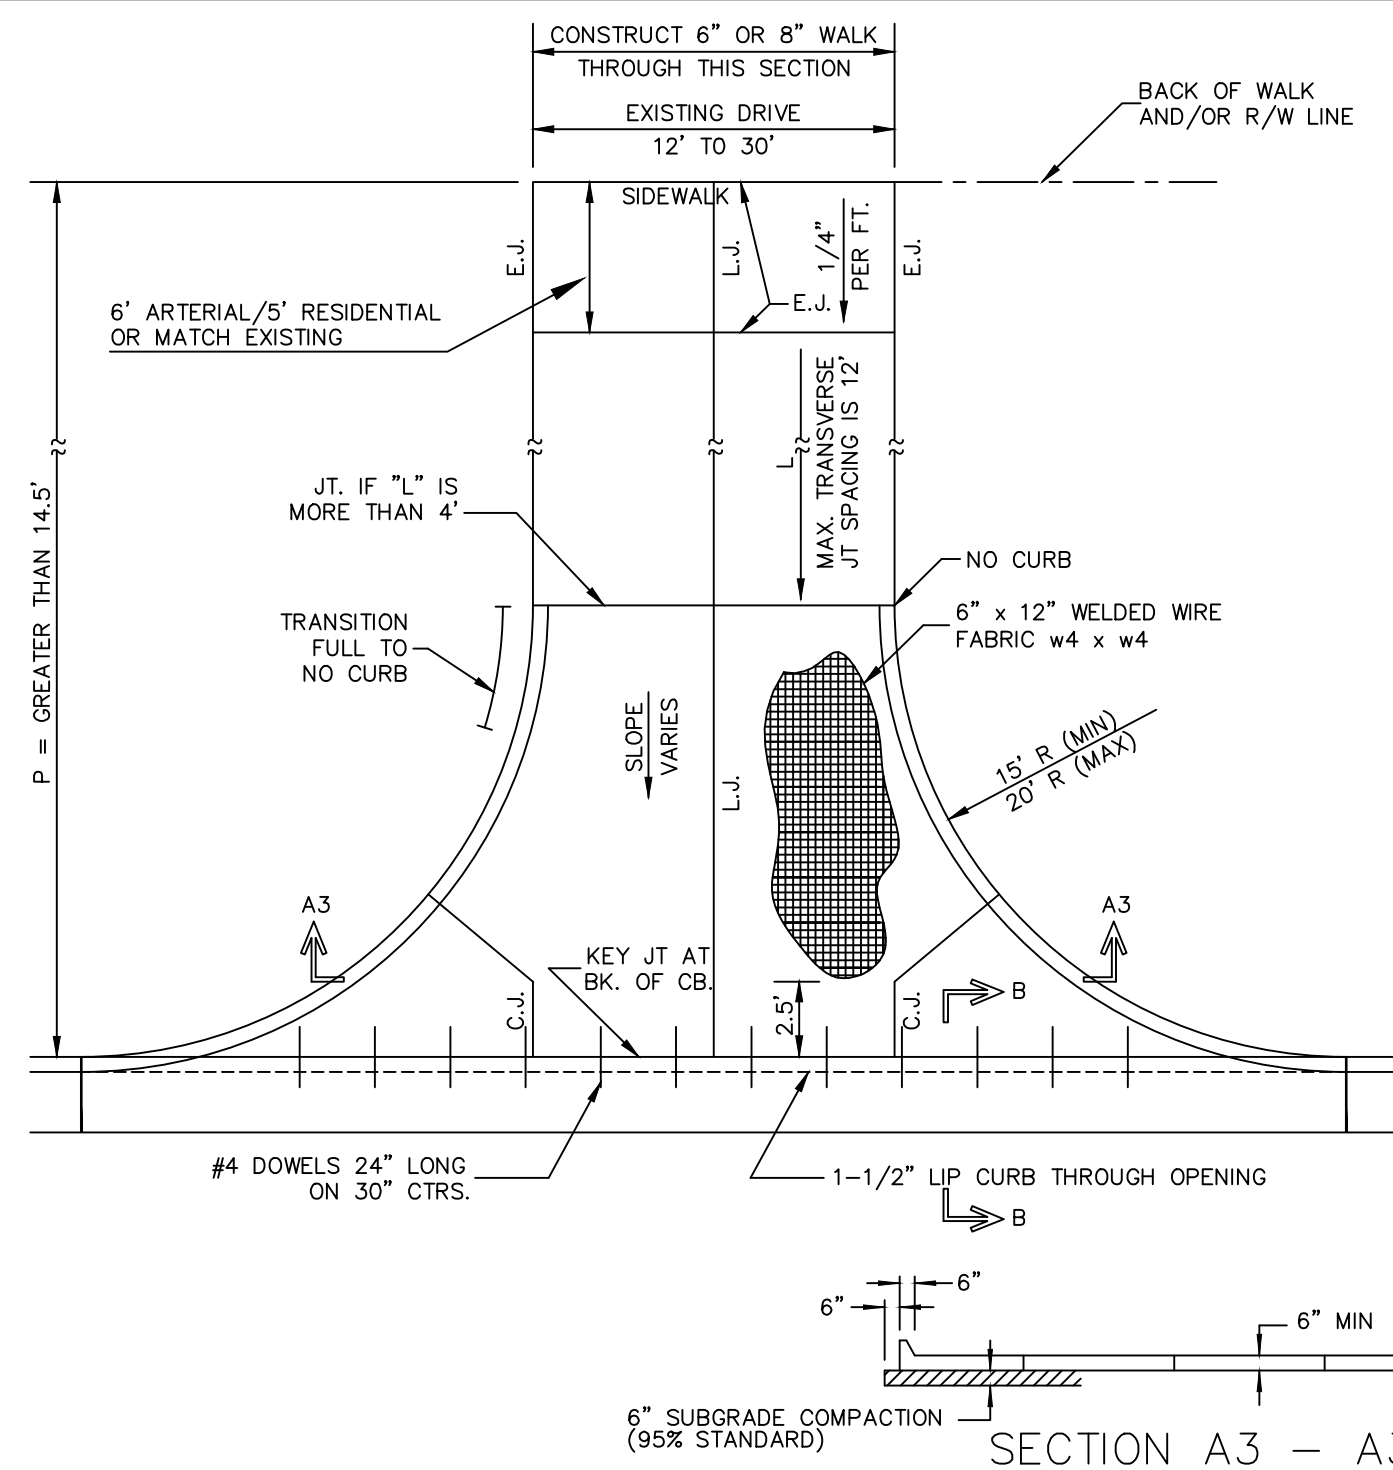 CONSTRUCT 6" OR 8" WALK
THROUGH THIS SECTION
EXISTING DRIVE
12' TO 30'
BACK OF WALK
AND/OR R/W LINE
SIDEWALK
E.J.
L.J.
1/4"
PER FT.
E.J.
E.J.
6' ARTERIAL/5' RESIDENTIAL
OR MATCH EXISTING
L
MAX. TRANSVERSE
JT SPACING IS 12'
JT. IF "L" IS
MORE THAN 4'
P = GREATER THAN 14.5'
NO CURB
6" x 12" WELDED WIRE
FABRIC w4 x w4
TRANSITION
FULL TO
NO CURB
SLOPE
VARIES
L.J.
15' R (MIN)
20' R (MAX)
A3
A3
KEY JT AT
BK. OF CB.
C.J.
2.5'
C.J.
B
#4 DOWELS 24" LONG
ON 30" CTRS.
1-1/2" LIP CURB THROUGH OPENING
B
6"
6"
6" MIN
6" SUBGRADE COMPACTION
(95% STANDARD)
SECTION A3 - A3